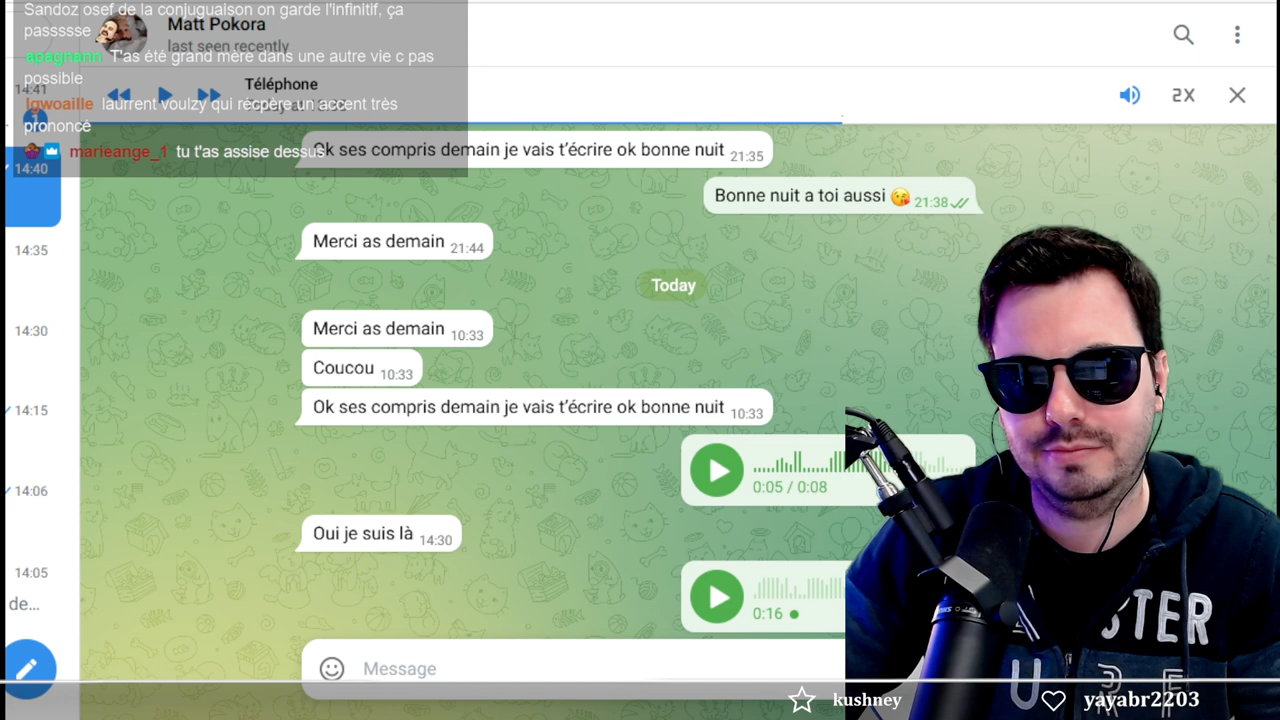 Sandoz osef de la conjuguaison on garde l'infinitif, ça
passssse
apagnann T'as été grand mère dans une autre vie c pas
possible
lgwoaille laurrent voulzy qui récpère un accent très
prononcé
marieange_1 tu t'as assise dessus
Matt Pokora
last seen recently
Téléphone
2X
14:41
1
14:40
14:35
14:30
14:15
14:06
14:05
de...
Ok ses compris demain je vais t'écrire ok bonne nuit 21:35
Bonne nuit a toi aussi 😘 21:38
Merci as demain 21:44
Today
Merci as demain 10:33
Coucou 10:33
Ok ses compris demain je vais t'écrire ok bonne nuit 10:33
0:05 / 0:08
Oui je suis là 14:30
0:16
Message
STER
U
kushney
yayabr2203